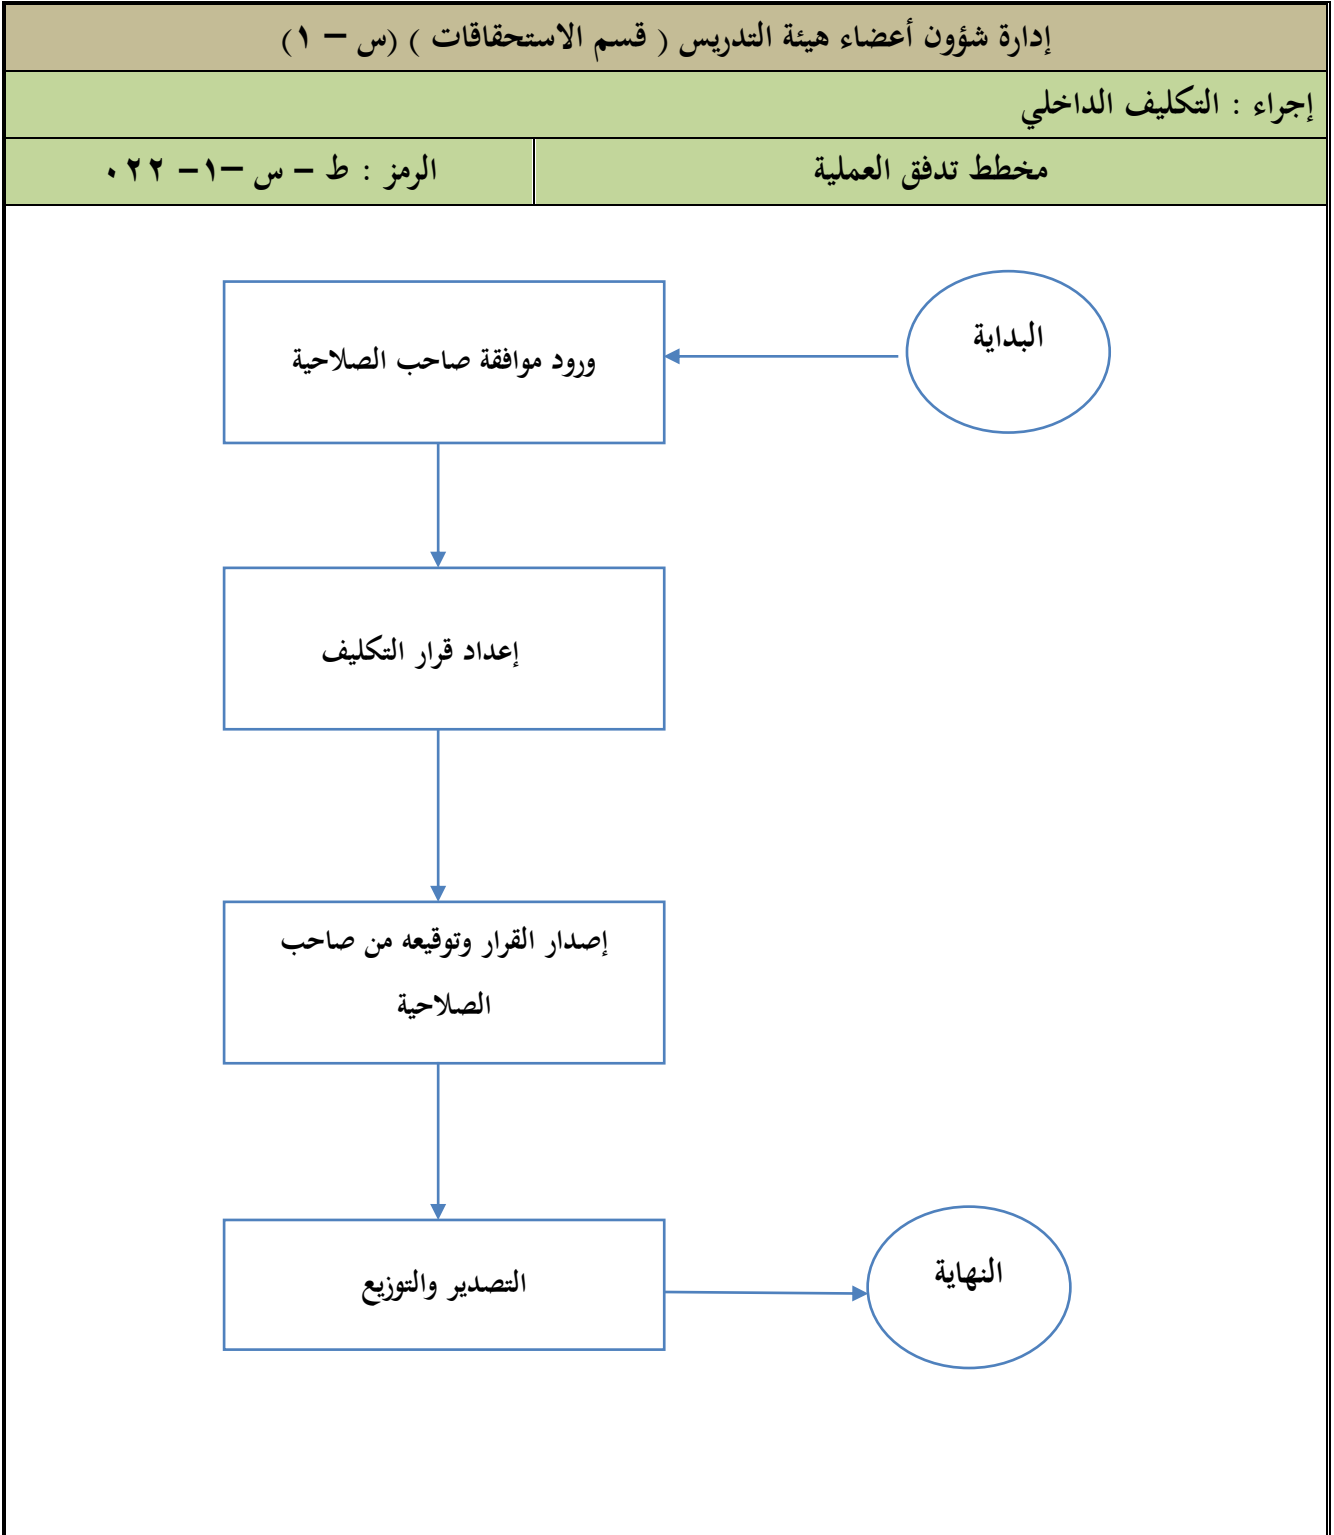 إدارة شؤون أعضاء هيئة التدريس ( قسم الاستحقاقات ) (س – ١)
إجراء : التكليف الداخلي
مخطط تدفق العملية
الرمز : ط – س –١– ٠٢٢
البداية
ورود موافقة صاحب الصلاحية
إعداد قرار التكليف
إصدار القرار وتوقيعه من صاحب
الصلاحية
التصدير والتوزيع
النهاية